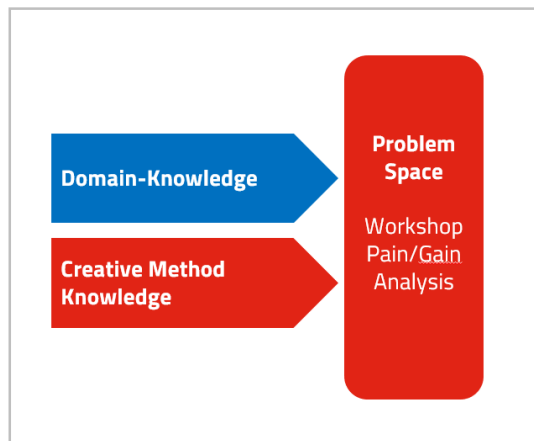 Domain-Knowledge
Creative Method
Knowledge
Problem
Space
Workshop
Pain/Gain
Analysis